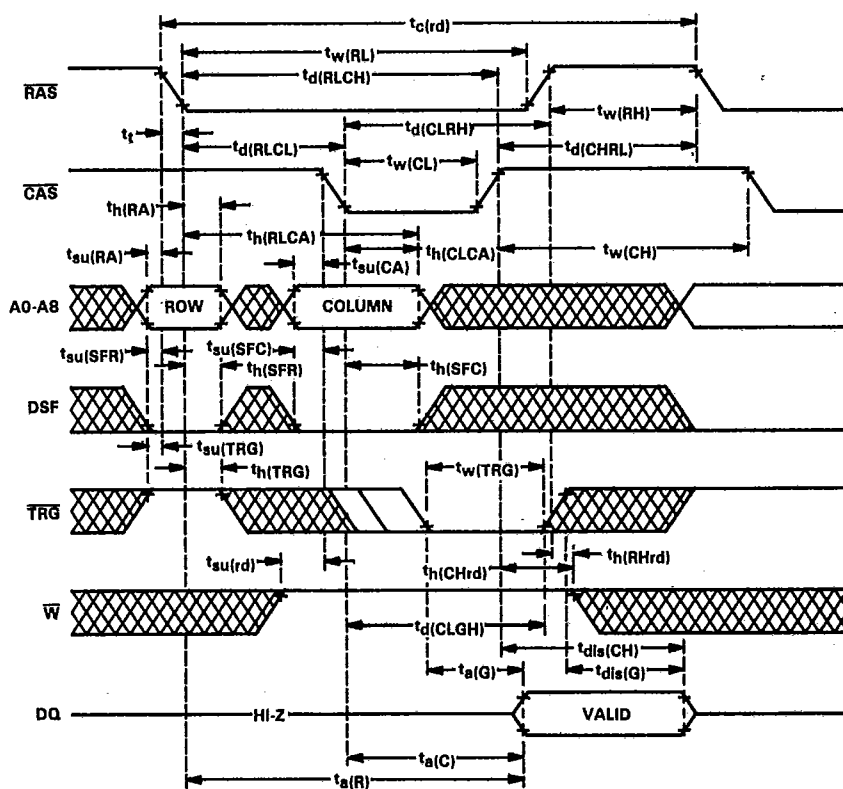 tc(rd)
tw(RL)
td(RLCH)
RAS
tw(RH)
tt
td(RLCL)
td(CLRH)
tw(CL)
td(CHRL)
CAS
th(RA)
th(RLCA)
th(CLCA)
tw(CH)
tsu(RA)
tsu(CA)
A0-A8
ROW
COLUMN
tsu(SFR)
tsu(SFC)
th(SFR)
th(SFC)
DSF
tsu(TRG)
th(TRG)
tw(TRG)
TRG
tsu(rd)
th(RHrd)
th(CHrd)
W
td(CLGH)
tdis(CH)
ta(G)
tdis(G)
DQ
HI-Z
VALID
ta(C)
ta(R)